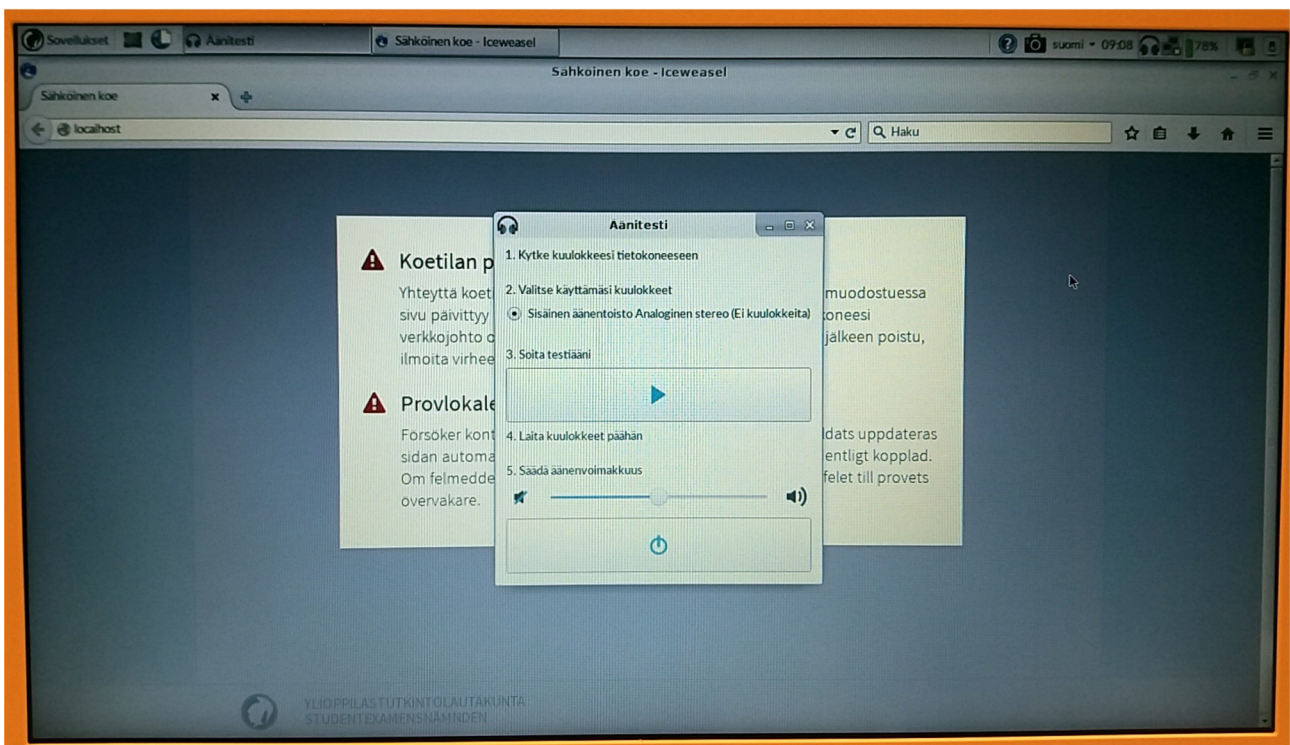 Sovellukset
Äänitesti
Sähköinen koe - Iceweasel
suomi
09:08
78%
Sähköinen koe - Iceweasel
Sähköinen koe
localhost
Haku
Koetilan p
Yhteyttä koet
muodostuessa
sivu päivittyy
koneesi
verkkojohto o
jälkeen poistu,
ilmoita virhee
Provlokale
Försöker kont
ldats uppdateras
sidan automa
entligt kopplad.
Om felmedde
felet till provets
övervakare.
Äänitesti
1. Kytke kuulokkeesi tietokoneeseen
2. Valitse käyttämäsi kuulokkeet
Sisäinen äänentoisto Analoginen stereo (Ei kuulokkeita)
3. Soita testiääni
4. Laita kuulokkeet päähän
5. Säädä äänenvoimakkuus
YLIOPPILASTUTKINTOLAUTAKUNTA
STUDENTEXAMENSNÄMNDEN